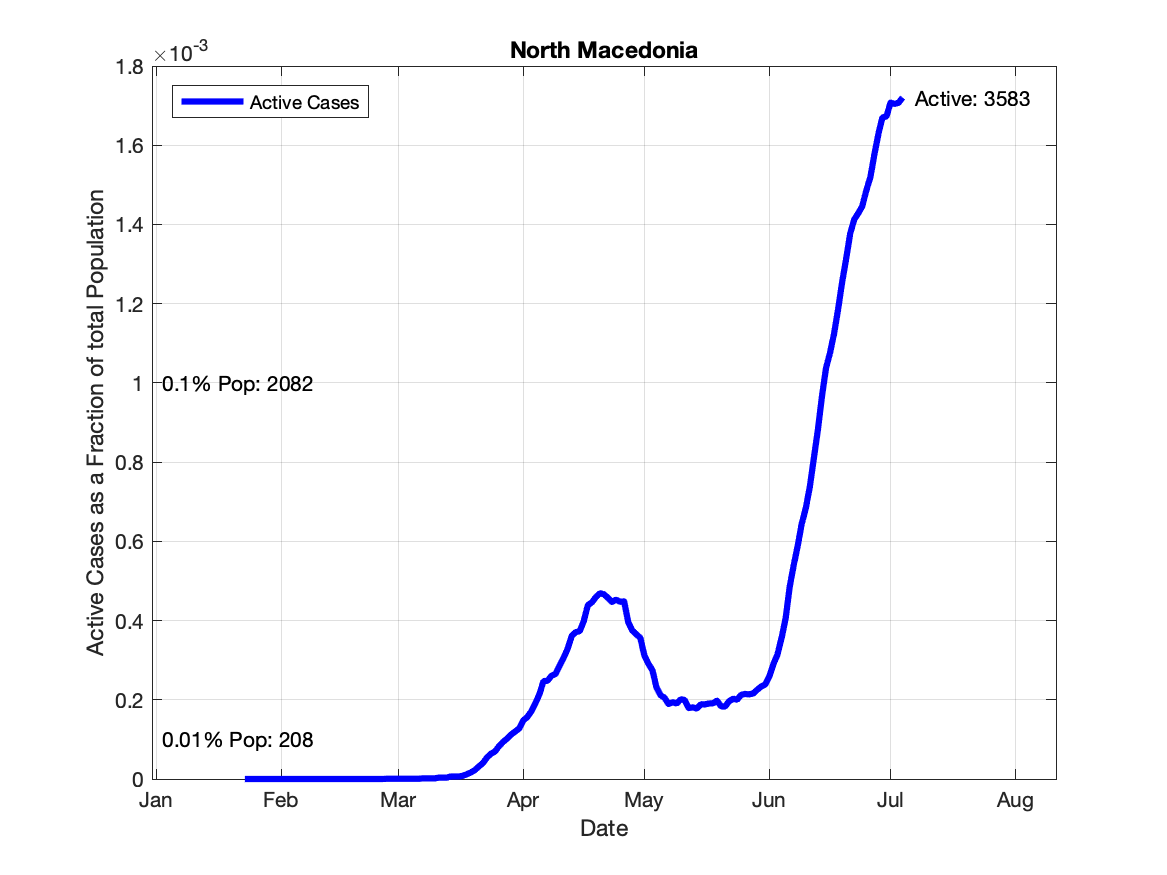 North Macedonia
×10-3
1.8
1.6
1.4
1.2
1
0.8
0.6
0.4
0.2
0
Active Cases as a Fraction of total Population
Active Cases
Active: 3583
0.1% Pop: 2082
0.01% Pop: 208
Jan Feb Mar Apr May Jun Jul Aug
Date